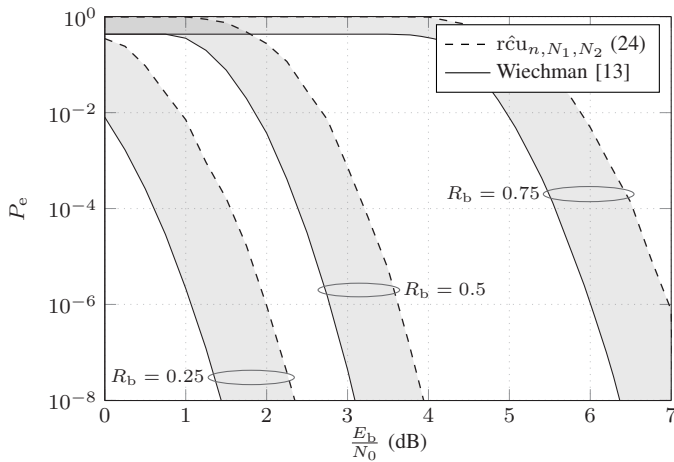 10^0
10^−2
10^−4
10^−6
10^−8
P_e
rĉu_{n,N_1,N_2} (24)
Wiechman [13]
R_b = 0.75
R_b = 0.5
R_b = 0.25
0 1 2 3 4 5 6 7
E_b/N_0 (dB)